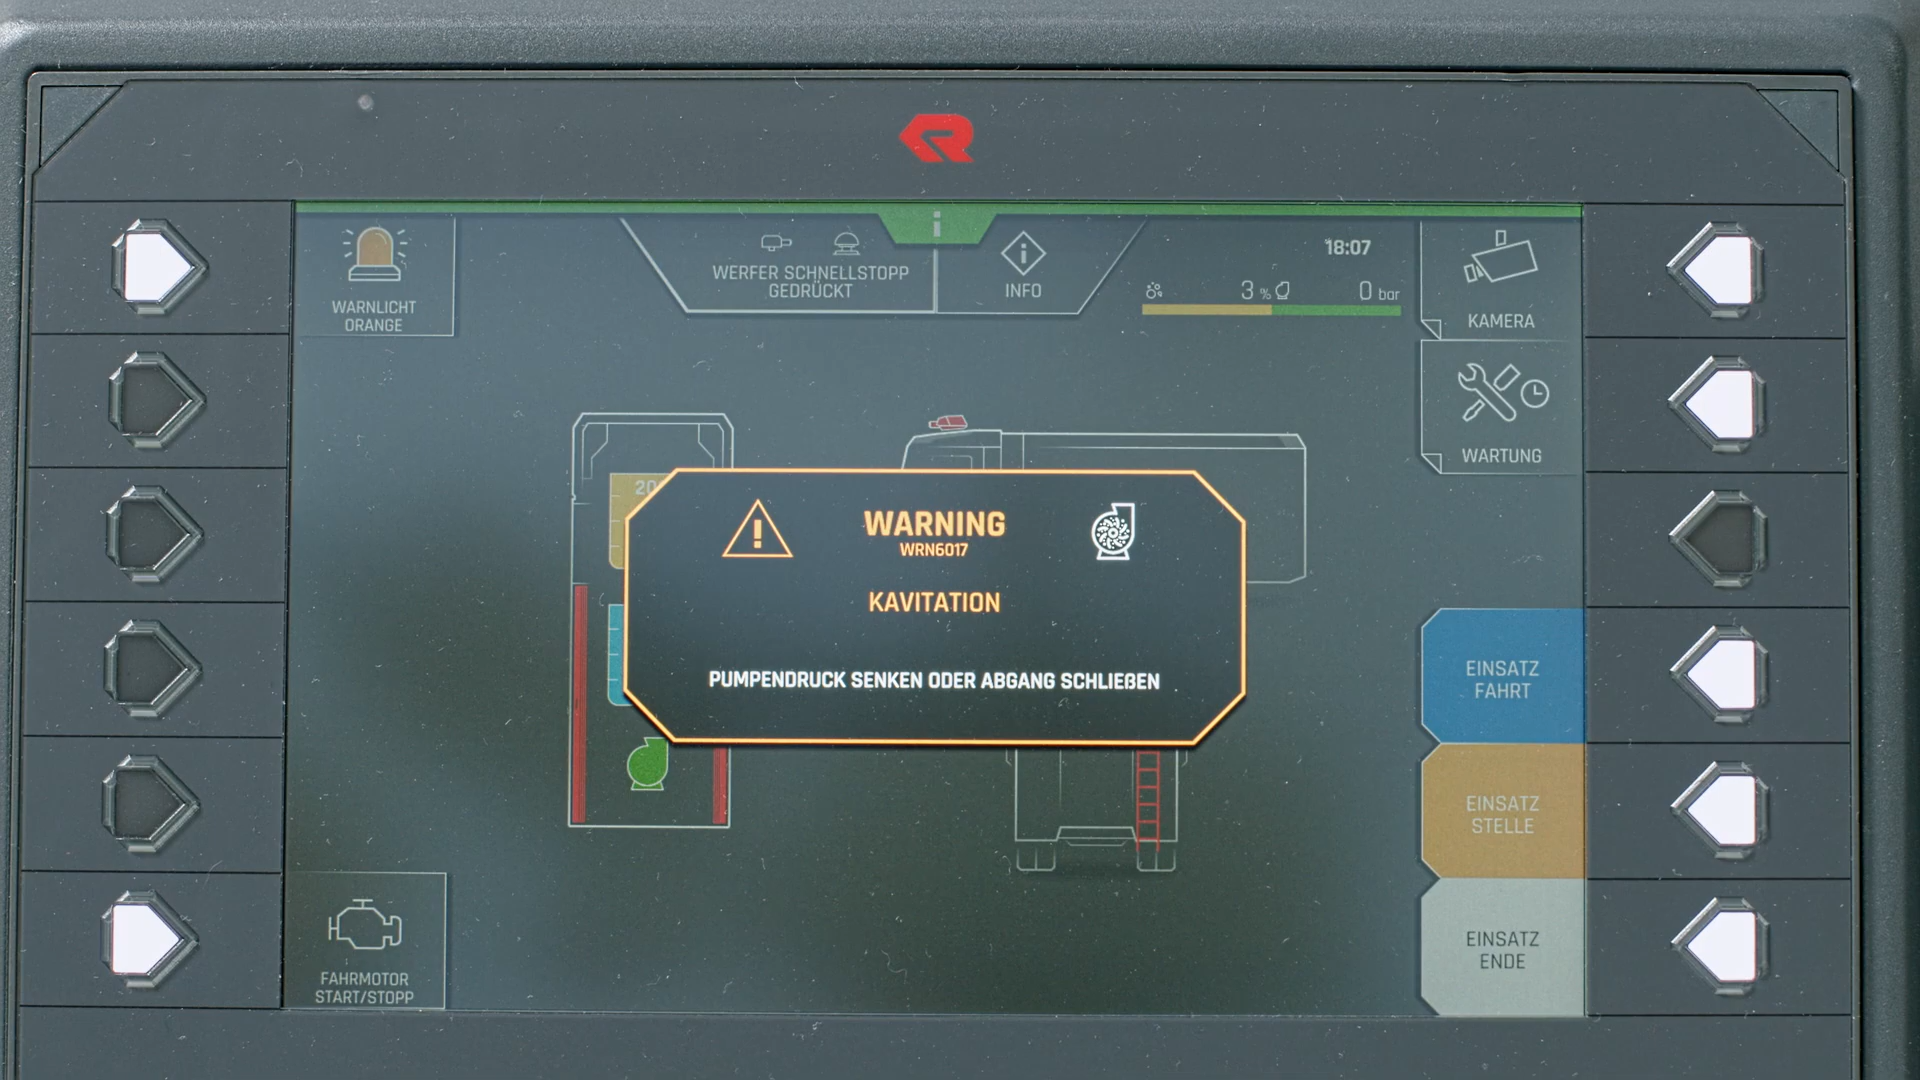 WARNLICHT
ORANGE
WERFER SCHNELLSTOPP
GEDRÜCKT
INFO
18:07
3 %
0 bar
KAMERA
WARTUNG
WARNING
WRN6017
KAVITATION
PUMPENDRUCK SENKEN ODER ABGANG SCHLIEßEN
EINSATZ
FAHRT
EINSATZ
STELLE
EINSATZ
ENDE
FAHRMOTOR
START/STOPP